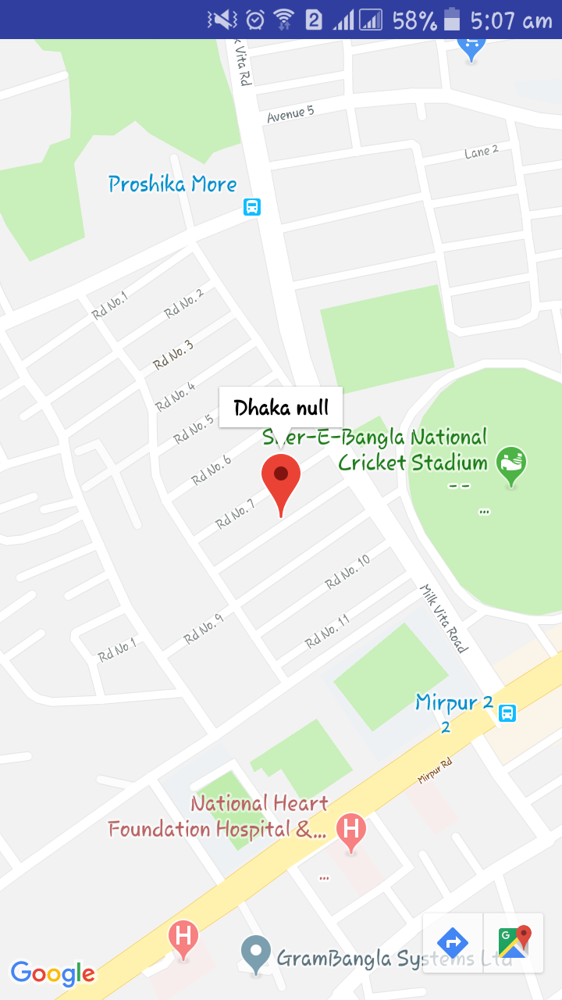 2
58%
5:07 am
k Vita Rd
Avenue 5
Lane 2
Proshika More
Rd No.1
Rd No. 2
Rd No. 3
Rd No. 4
Dhaka null
Rd No. 5
Sher-E-Bangla National
Cricket Stadium
--
...
Rd No. 6
Rd No. 7
Rd No. 10
Milk Vita Road
Rd No. 9
Rd No. 11
Rd No 1
Mirpur 2
2
Mirpur Rd
National Heart
Foundation Hospital &...
H
...
H
G
GramBangla Systems Ltd
Google